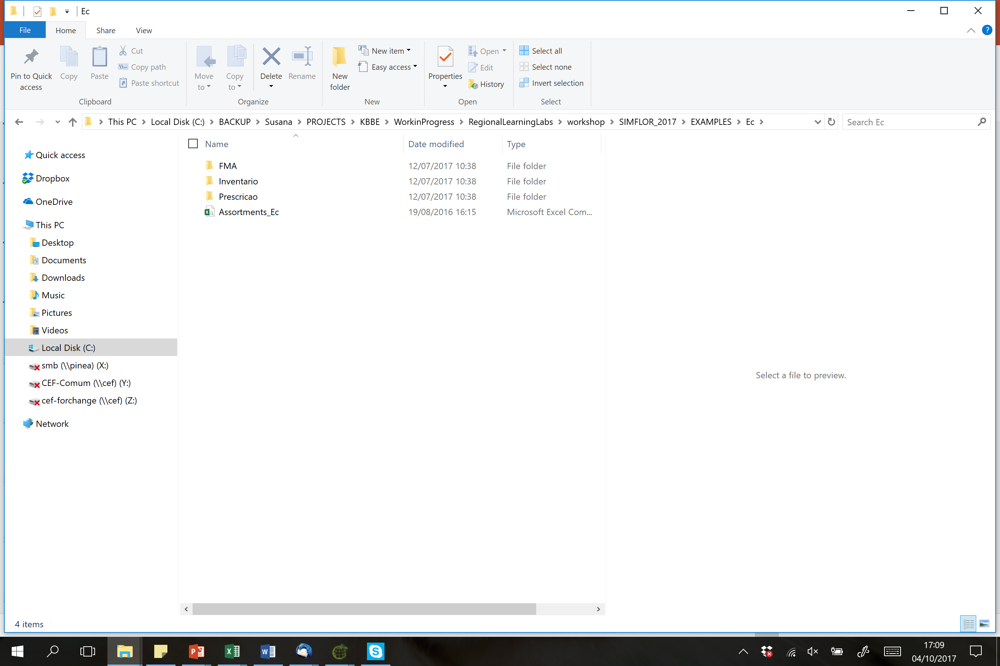 Ec
File Home Share View
Pin to Quick access
Copy
Paste
Cut
Copy path
Paste shortcut
Clipboard
Move to
Copy to
Delete
Rename
Organize
New folder
New item
Easy access
New
Properties
Open
Edit
History
Open
Select all
Select none
Invert selection
Select
This PC Local Disk (C:) BACKUP Susana PROJECTS KBBE WorkinProgress RegionalLearningLabs workshop SIMFLOR_2017 EXAMPLES Ec
Search Ec
Name Date modified Type
FMA 12/07/2017 10:38 File folder
Inventario 12/07/2017 10:38 File folder
Prescricao 12/07/2017 10:38 File folder
Assortments_Ec 19/08/2016 16:15 Microsoft Excel Com...
Quick access
Dropbox
OneDrive
This PC
Desktop
Documents
Downloads
Music
Pictures
Videos
Local Disk (C:)
smb (\\pinea) (X:)
CEF-Comum (\\cef) (Y:)
cef-forchange (\\cef) (Z:)
Network
Select a file to preview.
4 items
17:09
04/10/2017